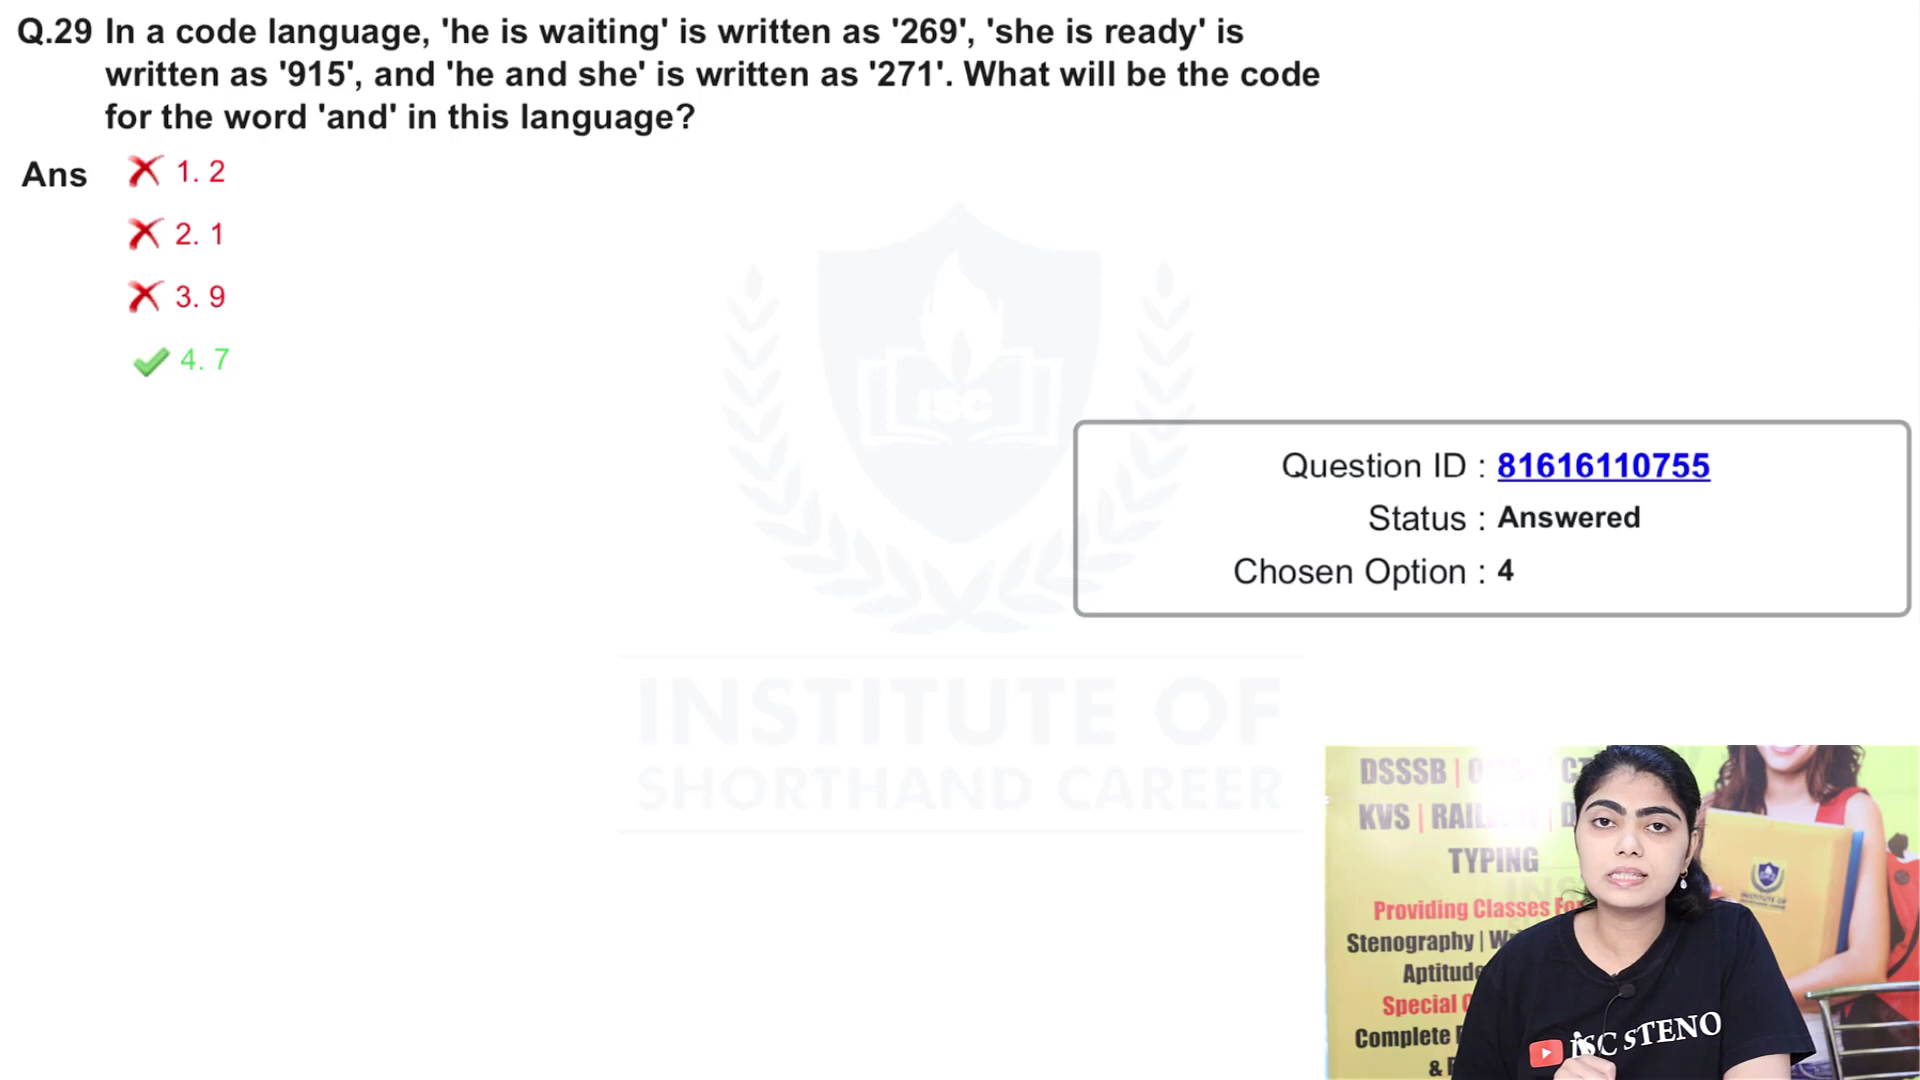 Q.29 In a code language, 'he is waiting' is written as '269', 'she is ready' is
written as '915', and 'he and she' is written as '271'. What will be the code
for the word 'and' in this language?
Ans 1. 2
2. 1
3. 9
4. 7
ISC
Question ID : 81616110755
Status : Answered
Chosen Option : 4
INSTITUTE OF
SHORTHAND CAREER
DSSSB |
KVS |
TYPING
Providing Classes
Stenography |
Special
Complete
&
ISC STENO